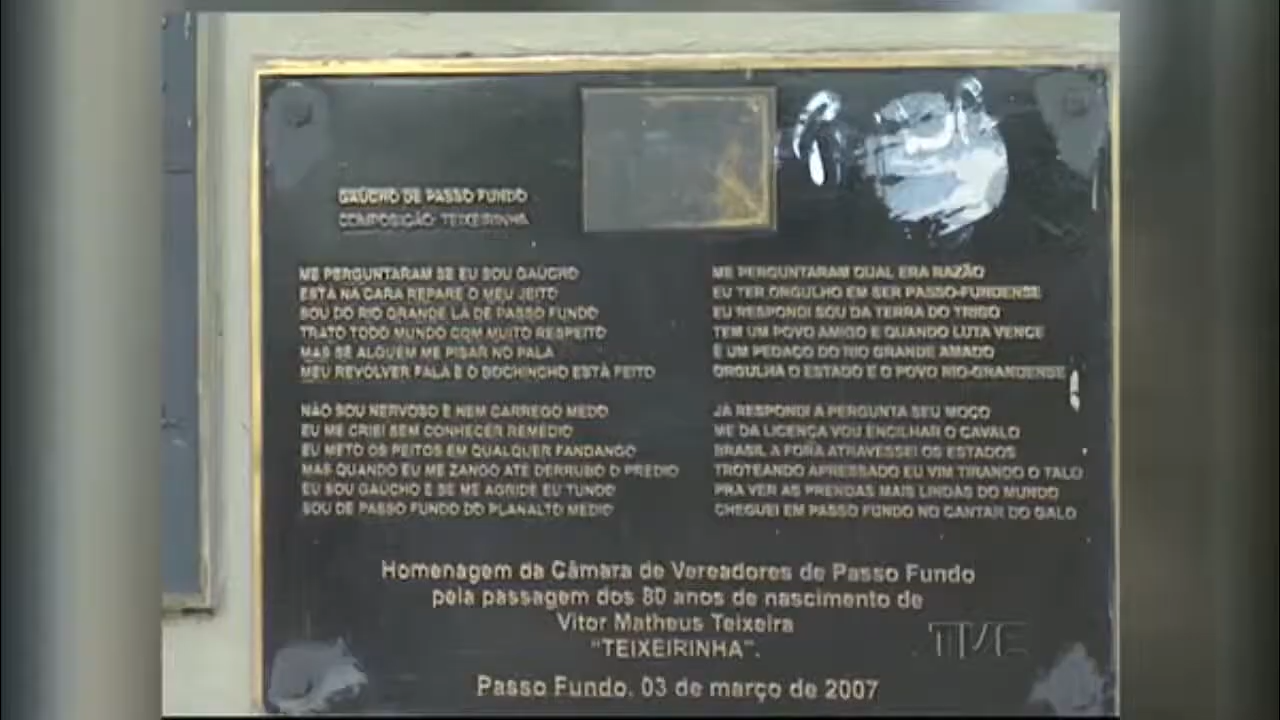 GAÚCHO DE PASSO FUNDO
COMPOSIÇÃO: TEIXEIRINHA
ME PERGUNTARAM SE EU SOU GAÚCHO
ESTÁ NA CARA REPARE O MEU JEITO
SOU DO RIO GRANDE LÁ DE PASSO FUNDO
TRATO TODO MUNDO COM MUITO RESPEITO
MAS SE ALGUEM ME PISAR NO PALA
MEU REVOLVER FALA E O BOCHINCHO ESTÁ FEITO
NÃO SOU NERVOSO E NEM CARREGO MEDO
EU ME CRIEI SEM CONHECER REMÉDIO
EU METO OS PEITOS EM QUALQUER FANDANGO
MAS QUANDO EU ME ZANGO ATÉ DERRUBO O PREDIO
EU SOU GAÚCHO E SE ME AGRIDE EU TUNDO
SOU DE PASSO FUNDO DO PLANALTO MEDIO
ME PERGUNTARAM QUAL ERA RAZÃO
EU TER ORGULHO EM SER PASSO-FUNDENSE
EU RESPONDI SOU DA TERRA DO TRIGO
TEM UM POVO AMIGO E QUANDO LUTA VENCE
É UM PEDAÇO DO RIO GRANDE AMADO
ORGULHA O ESTADO E O POVO RIO-GRANDENSE
JÁ RESPONDI A PERGUNTA SEU MOÇO
ME DA LICENÇA VOU ENCILHAR O CAVALO
BRASIL A FORA ATRAVESSEI OS ESTADOS
TROTEANDO APRESSADO EU VIM TIRANDO O TALO
PRA VER AS PRENDAS MAIS LINDAS DO MUNDO
CHEGUEI EM PASSO FUNDO NO CANTAR DO GALO
Homenagem da Câmara de Vereadores de Passo Fundo
pela passagem dos 80 anos de nascimento de
Vitor Matheus Teixeira
"TEIXEIRINHA".
Passo Fundo, 03 de março de 2007
TVE